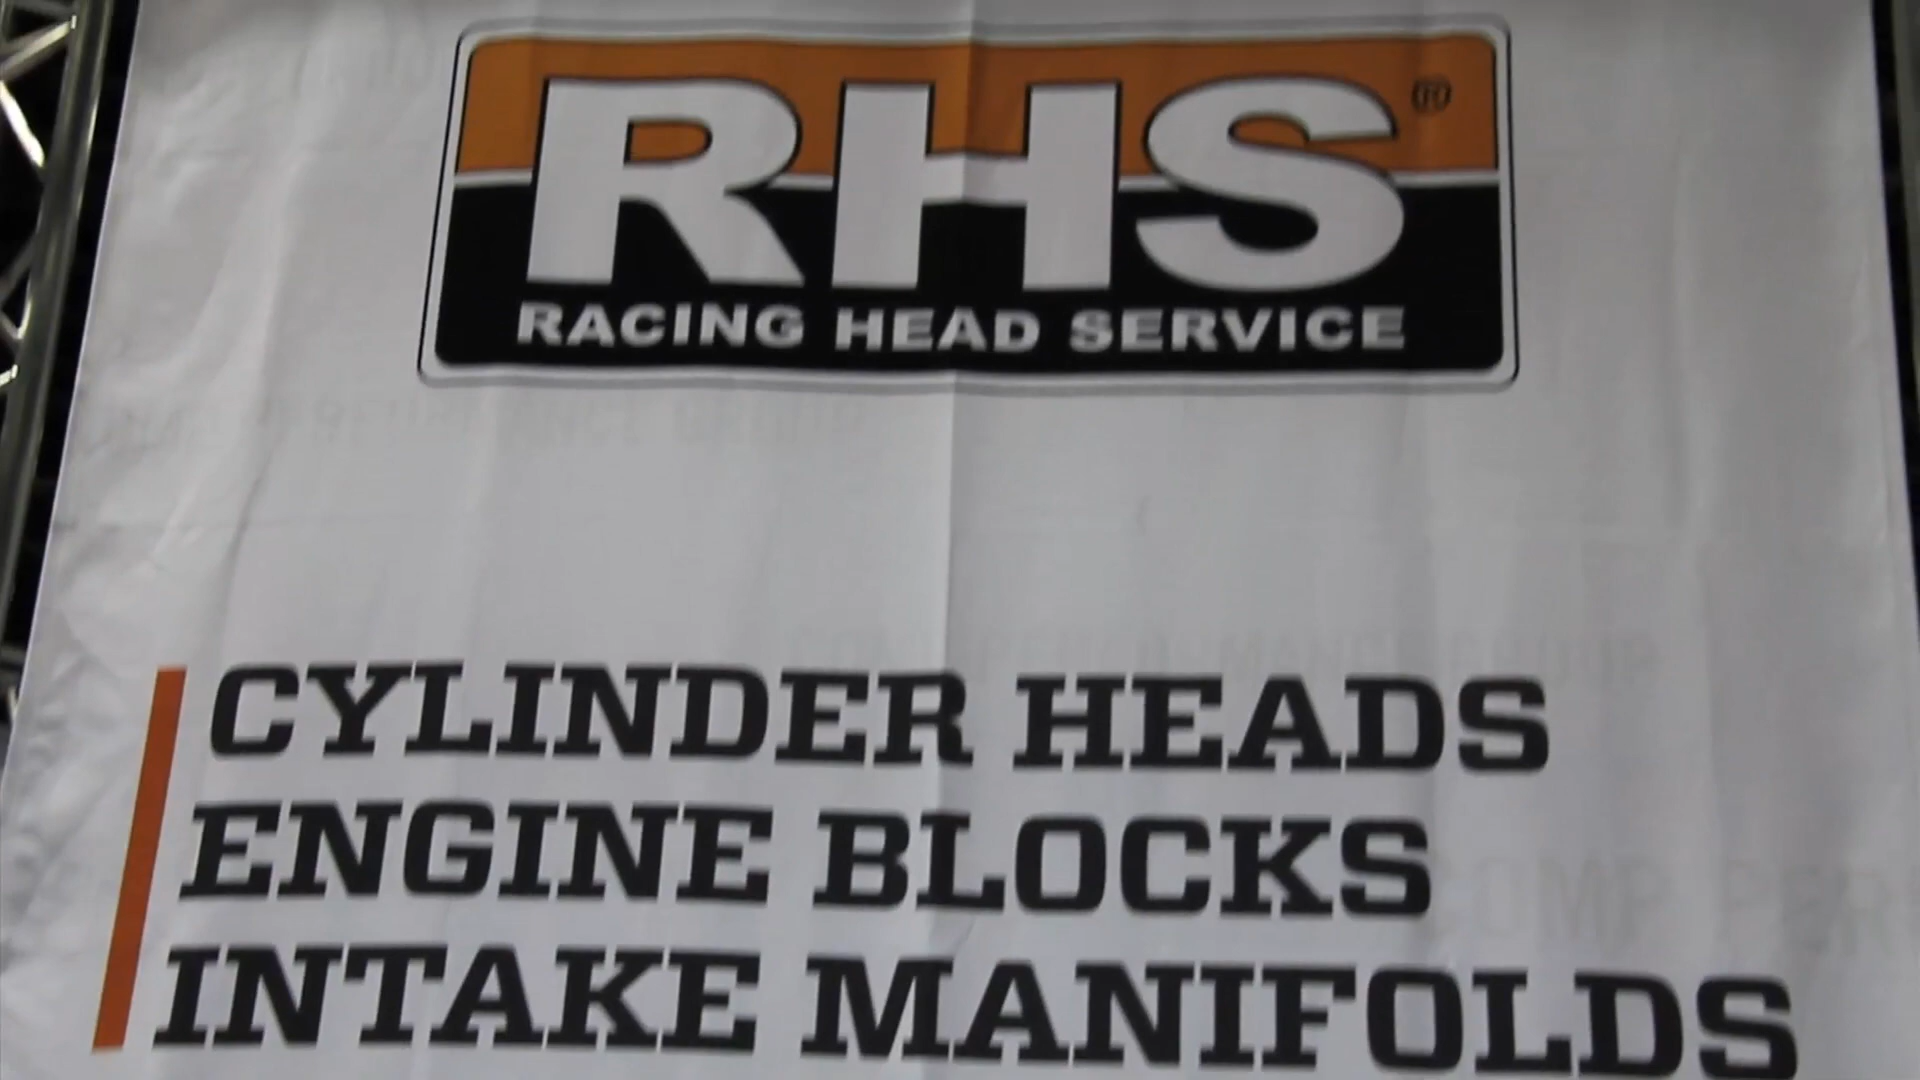 RHS®
RACING HEAD SERVICE
CYLINDER HEADS
ENGINE BLOCKS
INTAKE MANIFOLDS